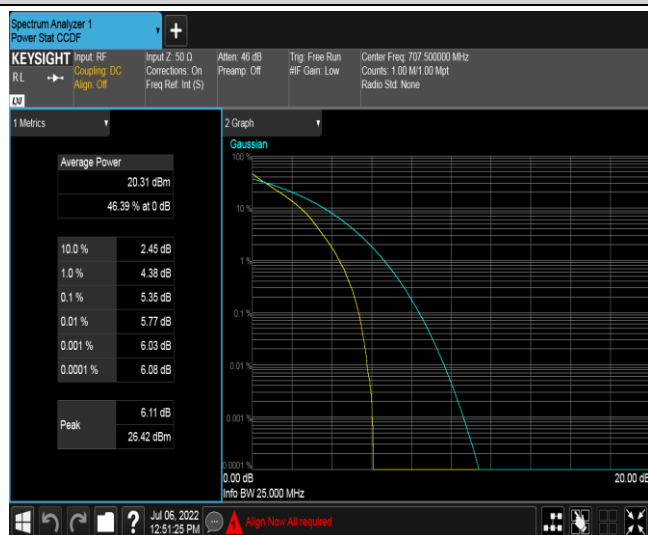 Spectrum Analyzer 1
Power Stat CCDF
+
KEYSIGHT
RL
LXI
Input: RF
Coupling: DC
Align: Off
Input Z: 50 Ω
Corrections: On
Freq Ref: Int (S)
Atten: 46 dB
Preamp: Off
Trig: Free Run
#IF Gain: Low
Center Freq: 707.500000 MHz
Counts: 1.00 M/1.00 Mpt
Radio Std: None
1 Metrics
Average Power
20.31 dBm
46.39 % at 0 dB
10.0 % 2.45 dB
1.0 % 4.38 dB
0.1 % 5.35 dB
0.01 % 5.77 dB
0.001 % 6.03 dB
0.0001 % 6.08 dB
Peak
6.11 dB
26.42 dBm
2 Graph
Gaussian
100 %
10 %
1 %
0.1 %
0.01 %
0.001 %
0.0001 %
0.00 dB 20.00 dB
Info BW 25.000 MHz
?
Jul 06, 2022
12:51:25 PM
Align Now All required